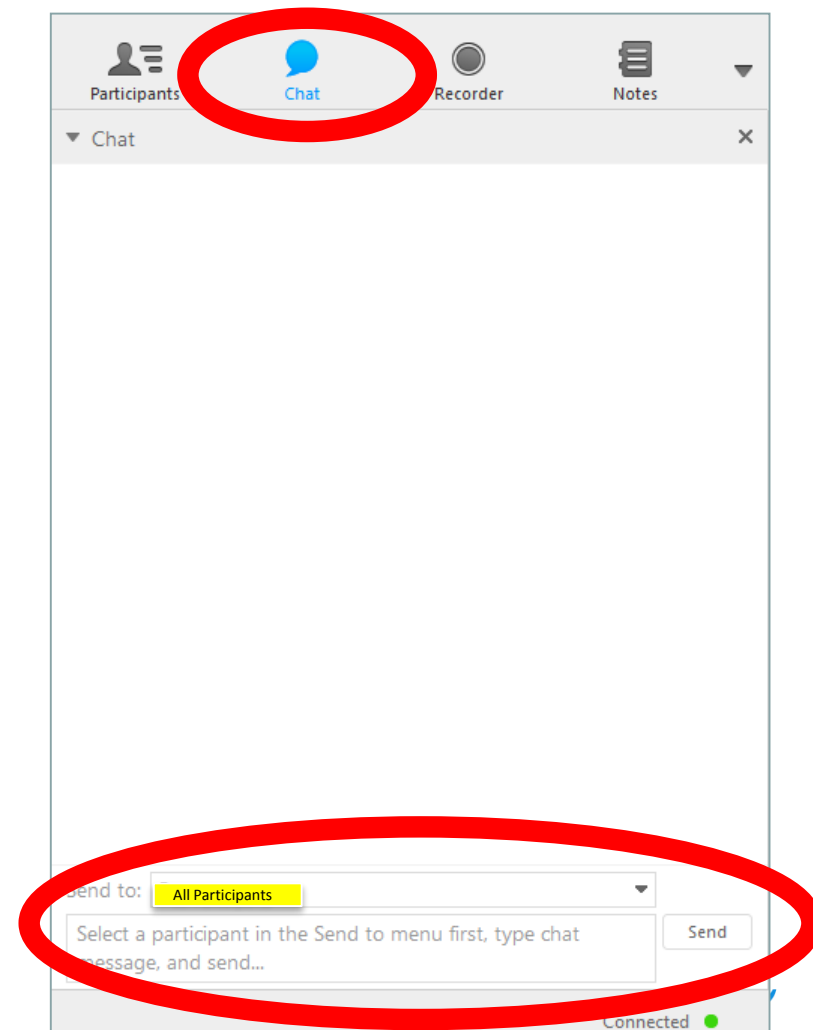 Participants
Chat
Recorder
Notes
Chat
Send to: All Participants
Select a participant in the Send to menu first, type chat
message, and send...
Send
Connected